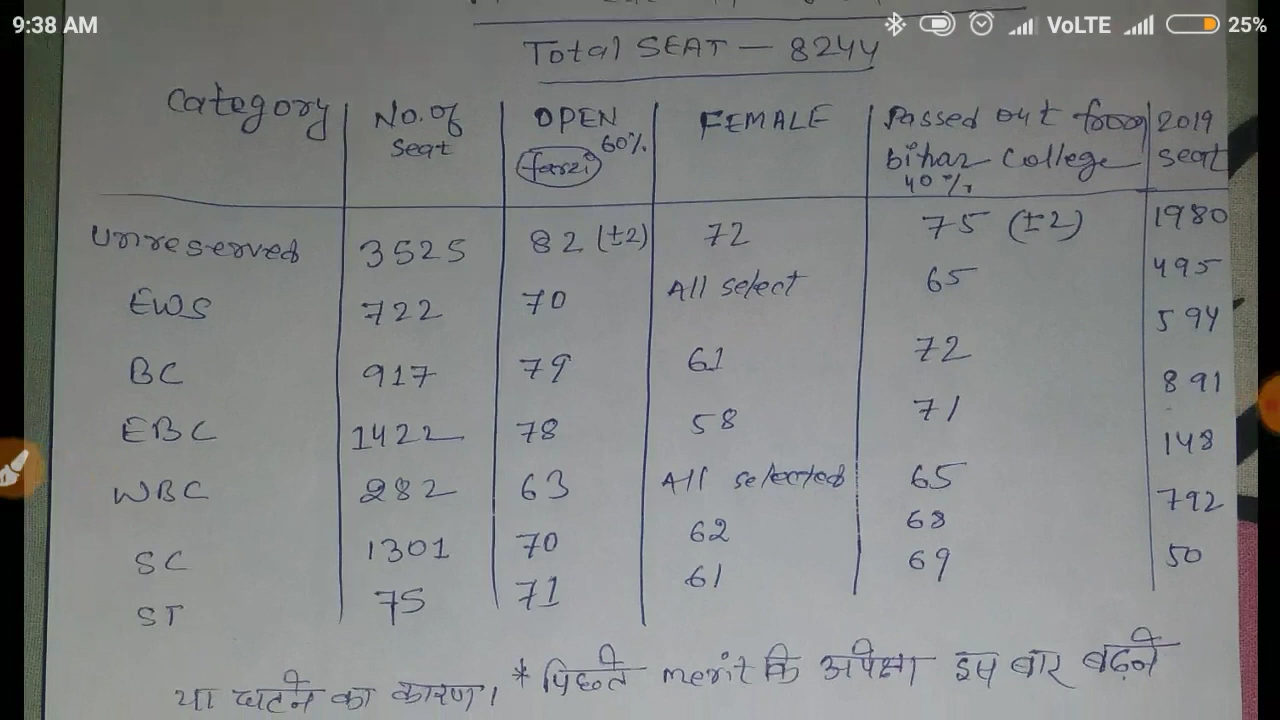 9:38 AM VoLTE 25%
Total SEAT — 8244
Category No. of Seat OPEN 60% (farzi) FEMALE Passed out from bihar College 40% 2019 seat
Unreserved 3525 82 (±2) 72 75 (±2) 1980
EWS 722 70 All select 65 495
BC 917 79 61 72 594
EBC 1422 78 58 71 891
WBC 282 63 All selected 65 148
SC 1301 70 62 68 792
ST 75 71 61 69 50
* पिछले merit कि अपेक्षा इस बार बढ़ने
या घटने का कारण।